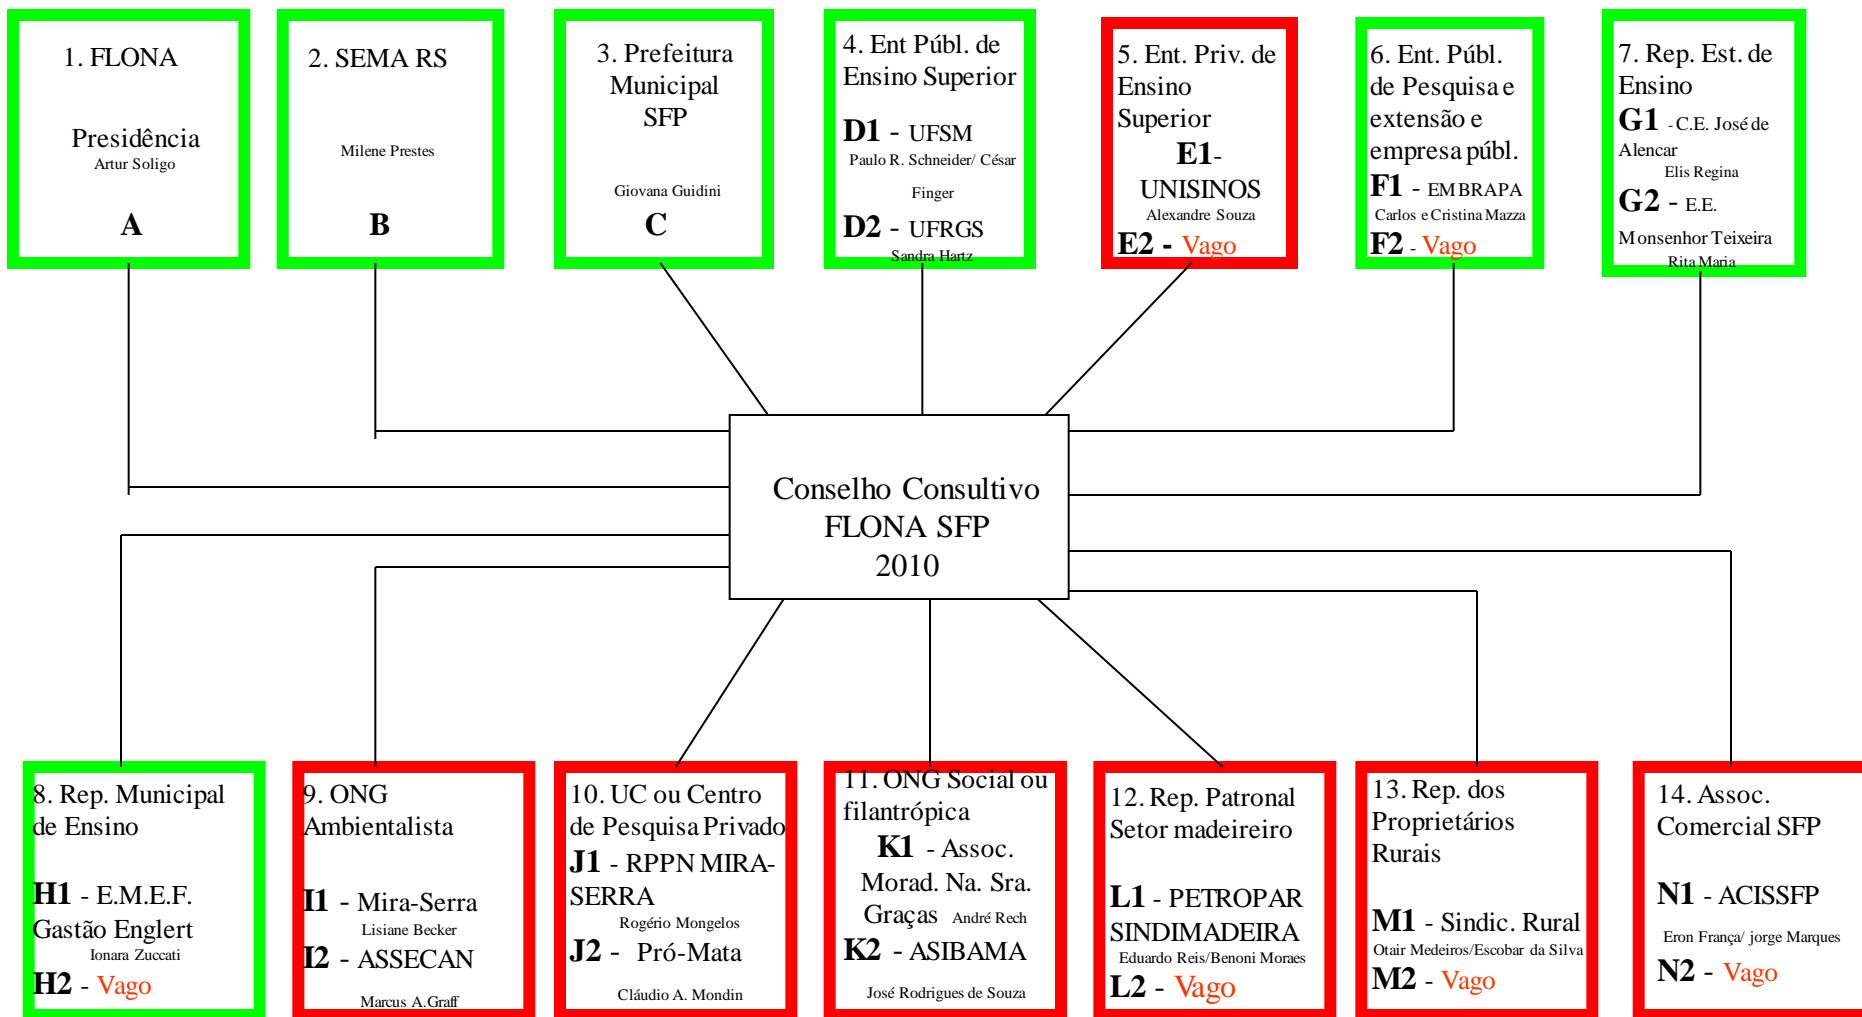 1. FLONA
Presidência
Artur Soligo
A
2. SEMA RS
Milene Prestes
B
3. Prefeitura
Municipal
SFP
Giovana Guidini
C
4. Ent Públ. de
Ensino Superior
D1 - UFSM
Paulo R. Schneider/ César
Finger
D2 - UFRGS
Sandra Hartz
5. Ent. Priv. de
Ensino
Superior
E1-
UNISINOS
Alexandre Souza
E2 - Vago
6. Ent. Públ.
de Pesquisa e
extensão e
empresa públ.
F1 - EMBRAPA
Carlos e Cristina Mazza
F2 - Vago
7. Rep. Est. de
Ensino
G1 - C.E. José de
Alencar
Elis Regina
G2 - E.E.
Monsenhor Teixeira
Rita Maria
Conselho Consultivo
FLONA SFP
2010
8. Rep. Municipal
de Ensino
H1 - E.M.E.F.
Gastão Englert
Ionara Zuccati
H2 - Vago
9. ONG
Ambientalista
I1 - Mira-Serra
Lisiane Becker
I2 - ASSECAN
Marcus A.Graff
10. UC ou Centro
de Pesquisa Privado
J1 - RPPN MIRA-
SERRA
Rogério Mongelos
J2 - Pró-Mata
Cláudio A. Mondin
11. ONG Social ou
filantrópica
K1 - Assoc.
Morad. Na. Sra.
Graças André Rech
K2 - ASIBAMA
José Rodrigues de Souza
12. Rep. Patronal
Setor madeireiro
L1 - PETROPAR
SINDIMADEIRA
Eduardo Reis/Benoni Moraes
L2 - Vago
13. Rep. dos
Proprietários
Rurais
M1 - Sindic. Rural
Otair Medeiros/Escobar da Silva
M2 - Vago
14. Assoc.
Comercial SFP
N1 - ACISSFP
Eron França/ jorge Marques
N2 - Vago